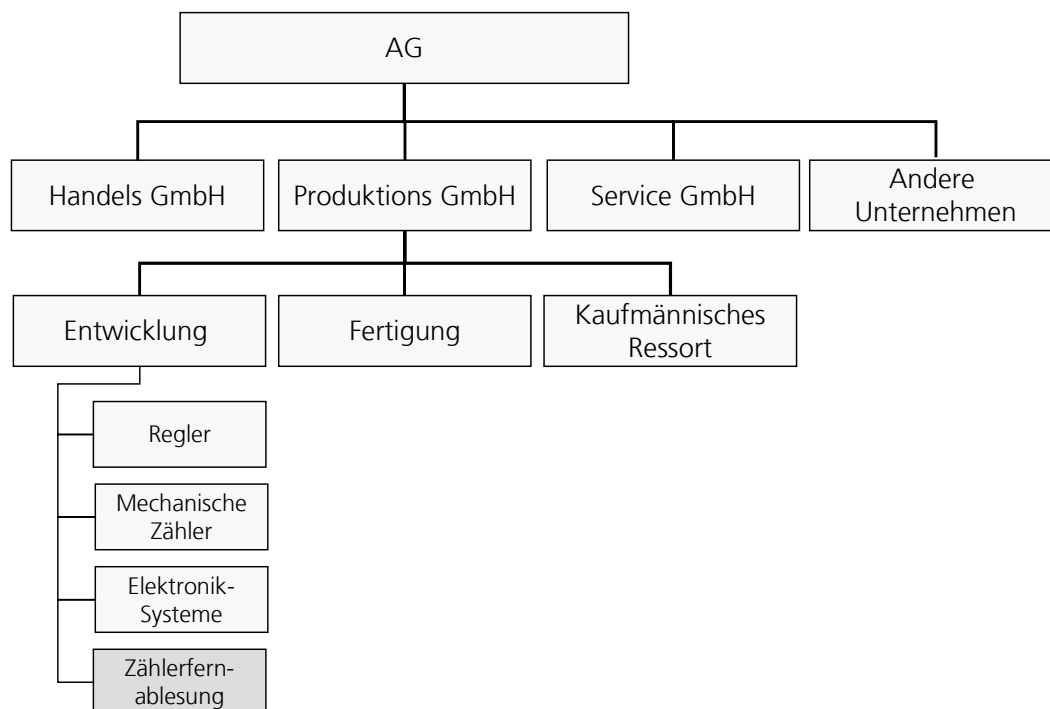 AG
Handels GmbH
Produktions GmbH
Service GmbH
Andere
Unternehmen
Entwicklung
Fertigung
Kaufmännisches
Ressort
Regler
Mechanische
Zähler
Elektronik-
Systeme
Zählerfern-
ablesung